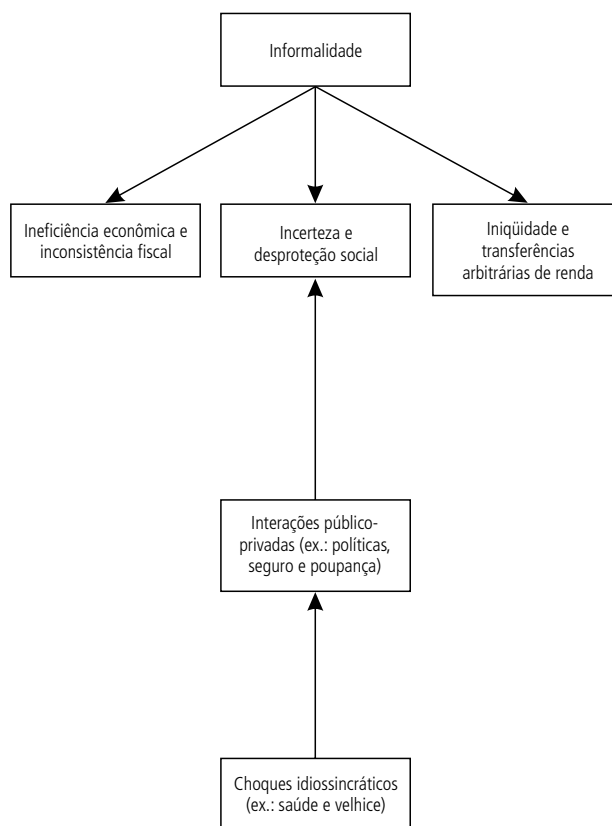 Informalidade
Ineficiência econômica e
inconsistência fiscal
Incerteza e
desproteção social
Iniqüidade e
transferências
arbitrárias de renda
Interações público-
privadas (ex.: políticas,
seguro e poupança)
Choques idiossincráticos
(ex.: saúde e velhice)